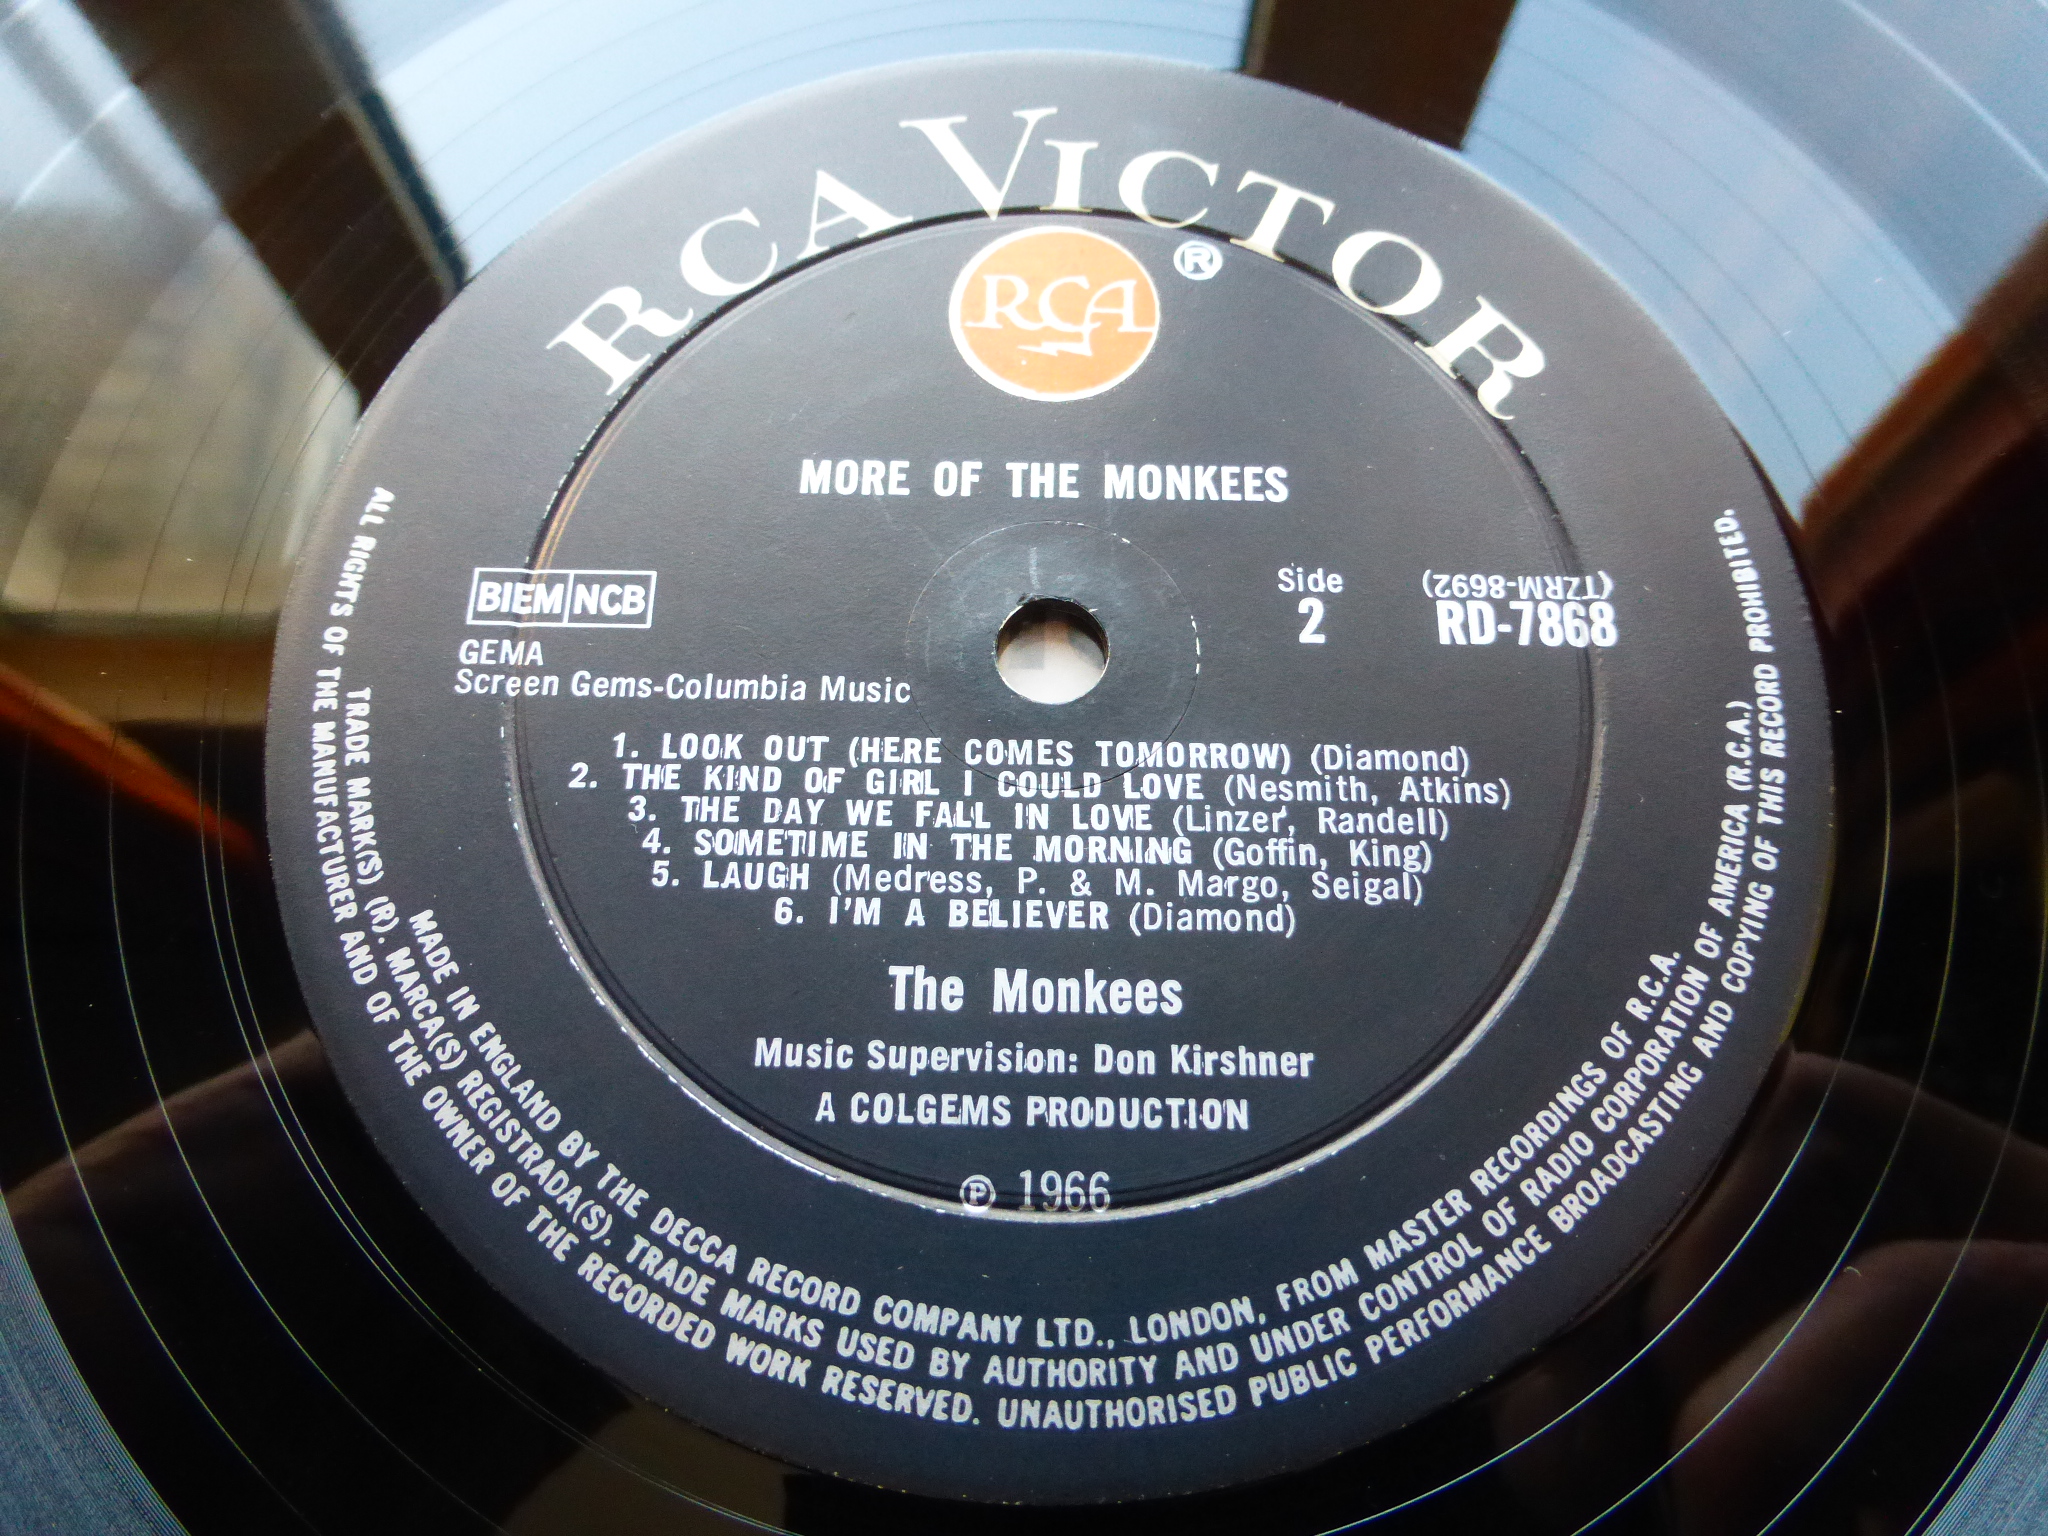 RCA VICTOR
RCA
®
MORE OF THE MONKEES
BIEM NCB
GEMA
Screen Gems-Columbia Music
Side
2
(TZRM-8692)
RD-7868
1. LOOK OUT (HERE COMES TOMORROW) (Diamond)
2. THE KIND OF GIRL I COULD LOVE (Nesmith, Atkins)
3. THE DAY WE FALL IN LOVE (Linzer, Randell)
4. SOMETIME IN THE MORNING (Goffin, King)
5. LAUGH (Medress, P. & M. Margo, Seigal)
6. I'M A BELIEVER (Diamond)
The Monkees
Music Supervision: Don Kirshner
A COLGEMS PRODUCTION
℗ 1966
MADE IN ENGLAND BY THE DECCA RECORD COMPANY LTD., LONDON, FROM MASTER RECORDINGS OF R.C.A.
TRADE MARK(S) (R). MARCA(S) REGISTRADA(S). TRADE MARKS USED BY AUTHORITY AND UNDER CONTROL OF RADIO CORPORATION OF AMERICA (R.C.A.)
ALL RIGHTS OF THE MANUFACTURER AND OF THE OWNER OF THE RECORDED WORK RESERVED. UNAUTHORISED PUBLIC PERFORMANCE BROADCASTING AND COPYING OF THIS RECORD PROHIBITED.